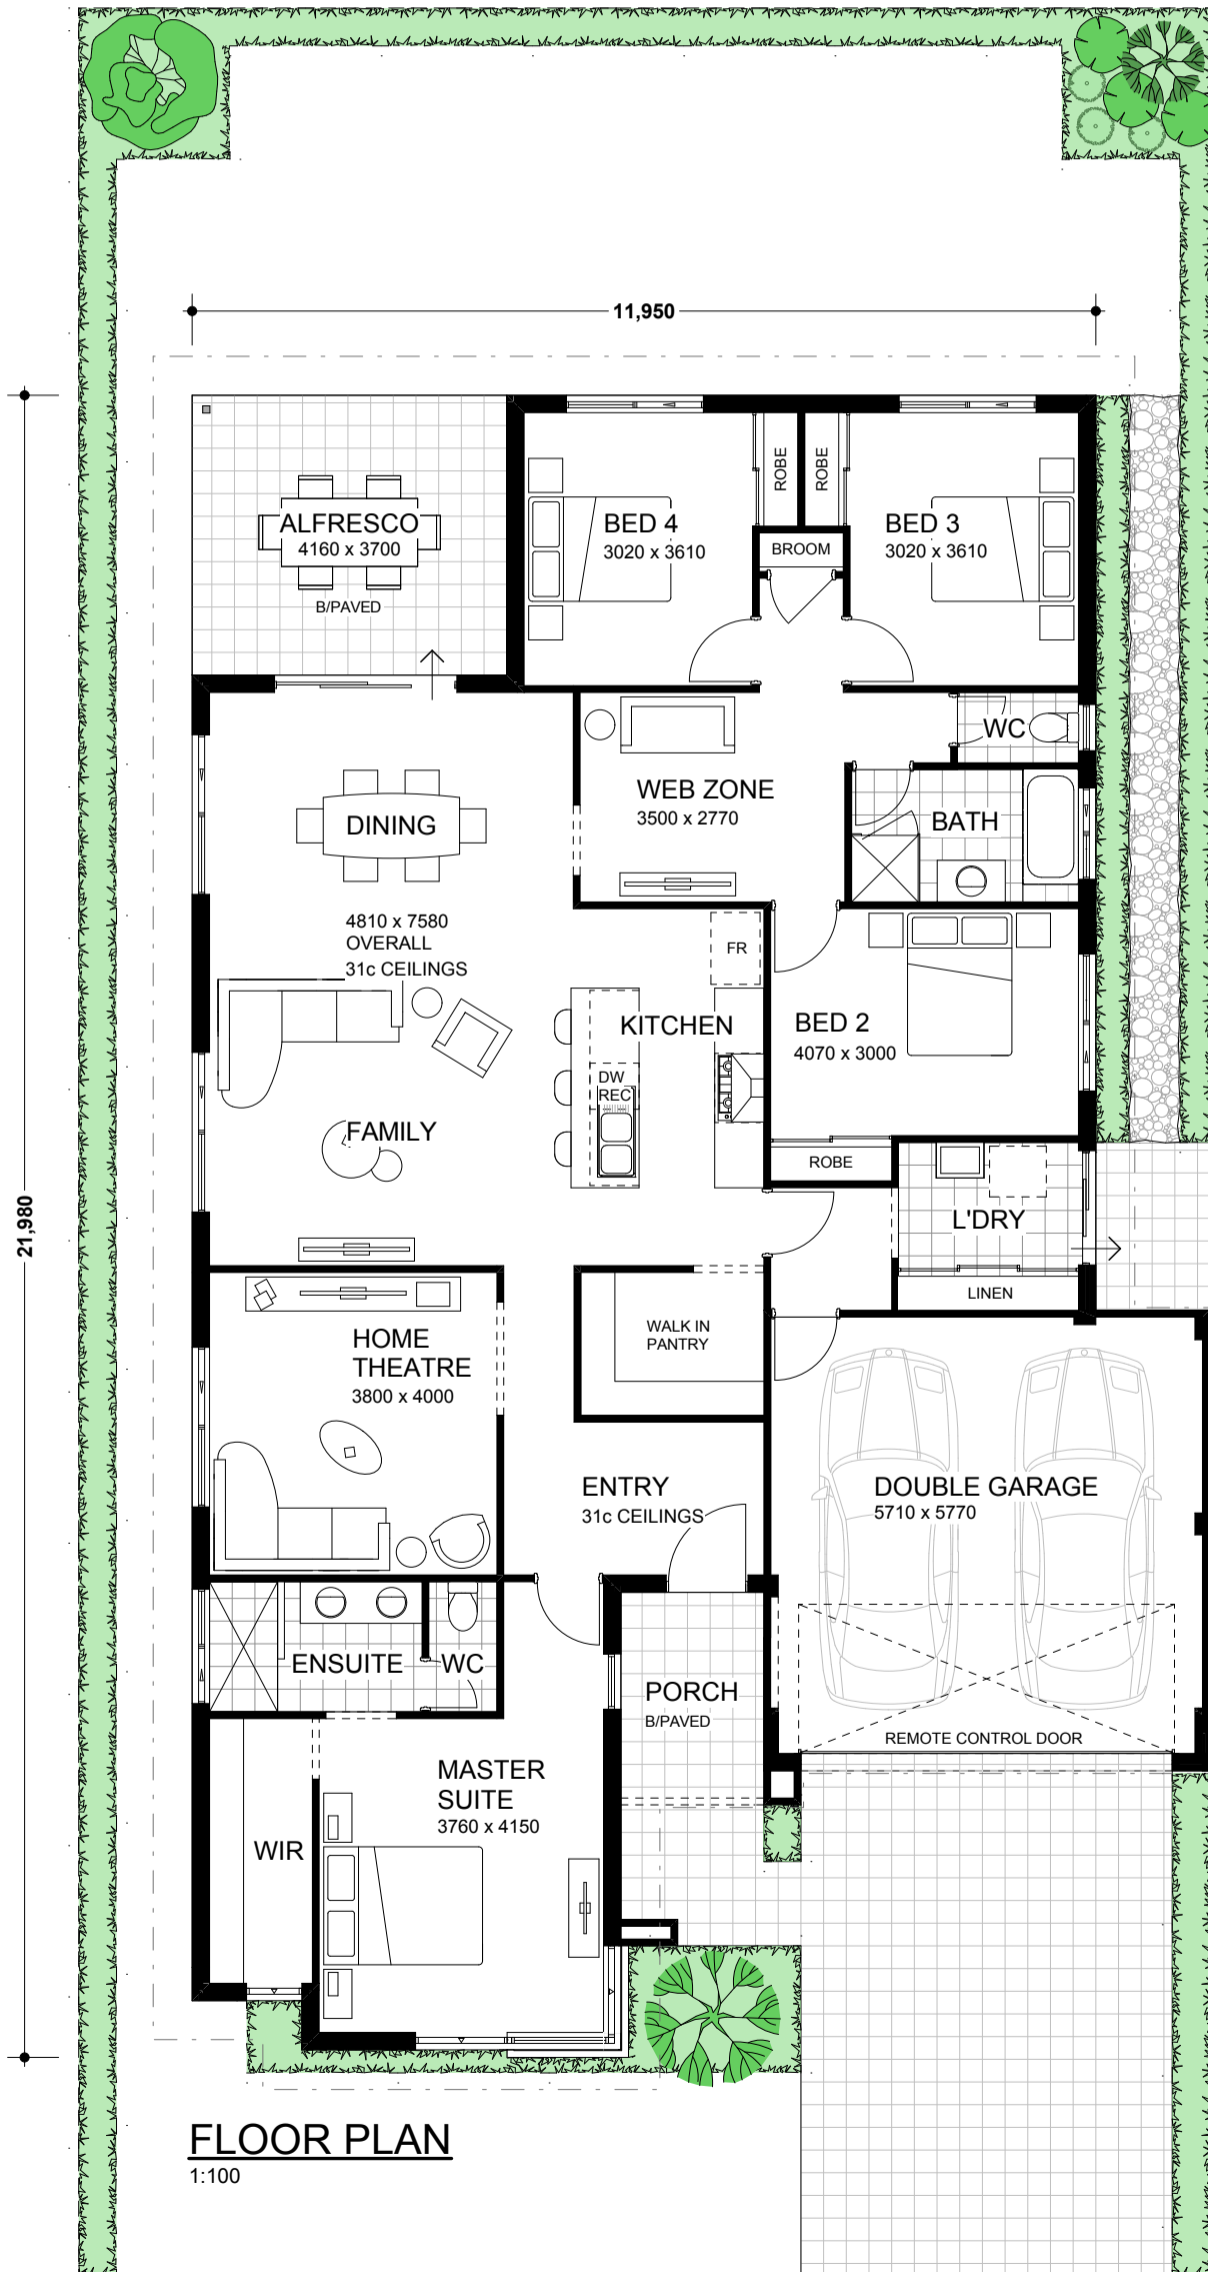 11,950
21,980
ALFRESCO
4160 x 3700
B/PAVED
BED 4
3020 x 3610
ROBE
ROBE
BROOM
BED 3
3020 x 3610
WC
WEB ZONE
3500 x 2770
BATH
DINING
4810 x 7580
OVERALL
31c CEILINGS
FR
KITCHEN
DW
REC
BED 2
4070 x 3000
FAMILY
ROBE
L'DRY
LINEN
HOME
THEATRE
3800 x 4000
WALK IN
PANTRY
ENTRY
31c CEILINGS
DOUBLE GARAGE
5710 x 5770
REMOTE CONTROL DOOR
ENSUITE
WC
PORCH
B/PAVED
MASTER
SUITE
3760 x 4150
WIR
FLOOR PLAN
1:100